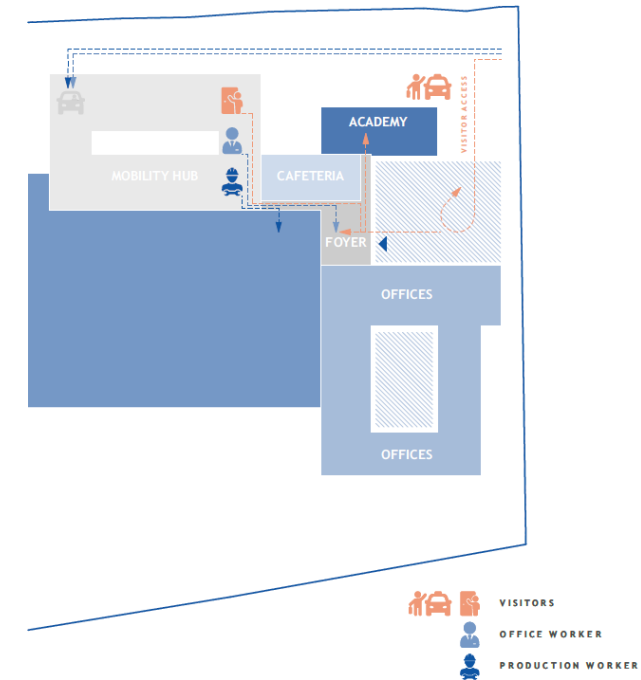 VISITOR ACCESS
ACADEMY
MOBILITY HUB
CAFETERIA
FOYER
OFFICES
OFFICES
VISITORS
OFFICE WORKER
PRODUCTION WORKER